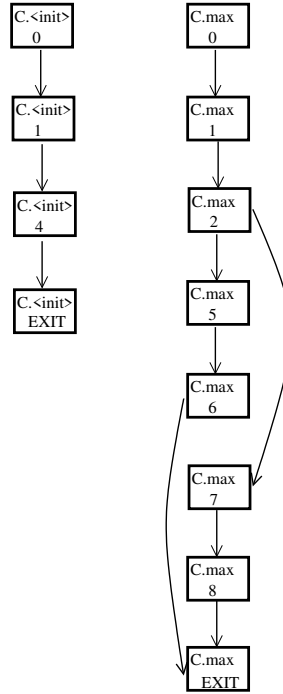 C.<init>
0
C.<init>
1
C.<init>
4
C.<init>
EXIT
C.max
0
C.max
1
C.max
2
C.max
5
C.max
6
C.max
7
C.max
8
C.max
EXIT